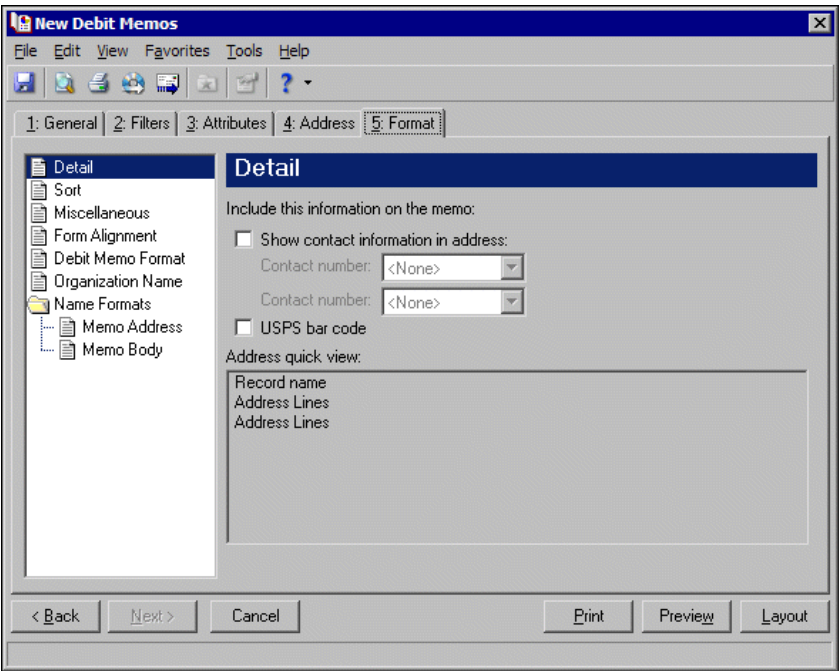 New Debit Memos
File Edit View Favorites Tools Help
1: General 2: Filters 3: Attributes 4: Address 5: Format
Detail
Sort
Miscellaneous
Form Alignment
Debit Memo Format
Organization Name
Name Formats
Memo Address
Memo Body
Detail
Include this information on the memo:
Show contact information in address:
Contact number: <None>
Contact number: <None>
USPS bar code
Address quick view:
Record name
Address Lines
Address Lines
< Back Next > Cancel Print Preview Layout